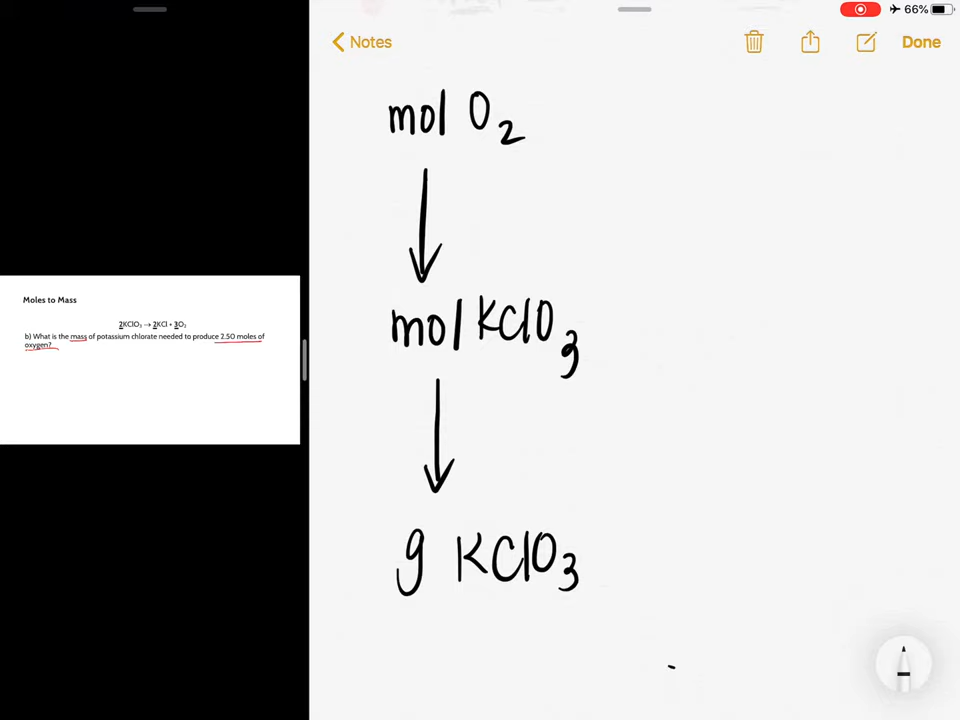 66%
Notes
Done
mol O₂
mol KClO₃
g KClO₃
Moles to Mass
2KClO₃ → 2KCl + 3O₂
b) What is the mass of potassium chlorate needed to produce 2.50 moles of
oxygen?